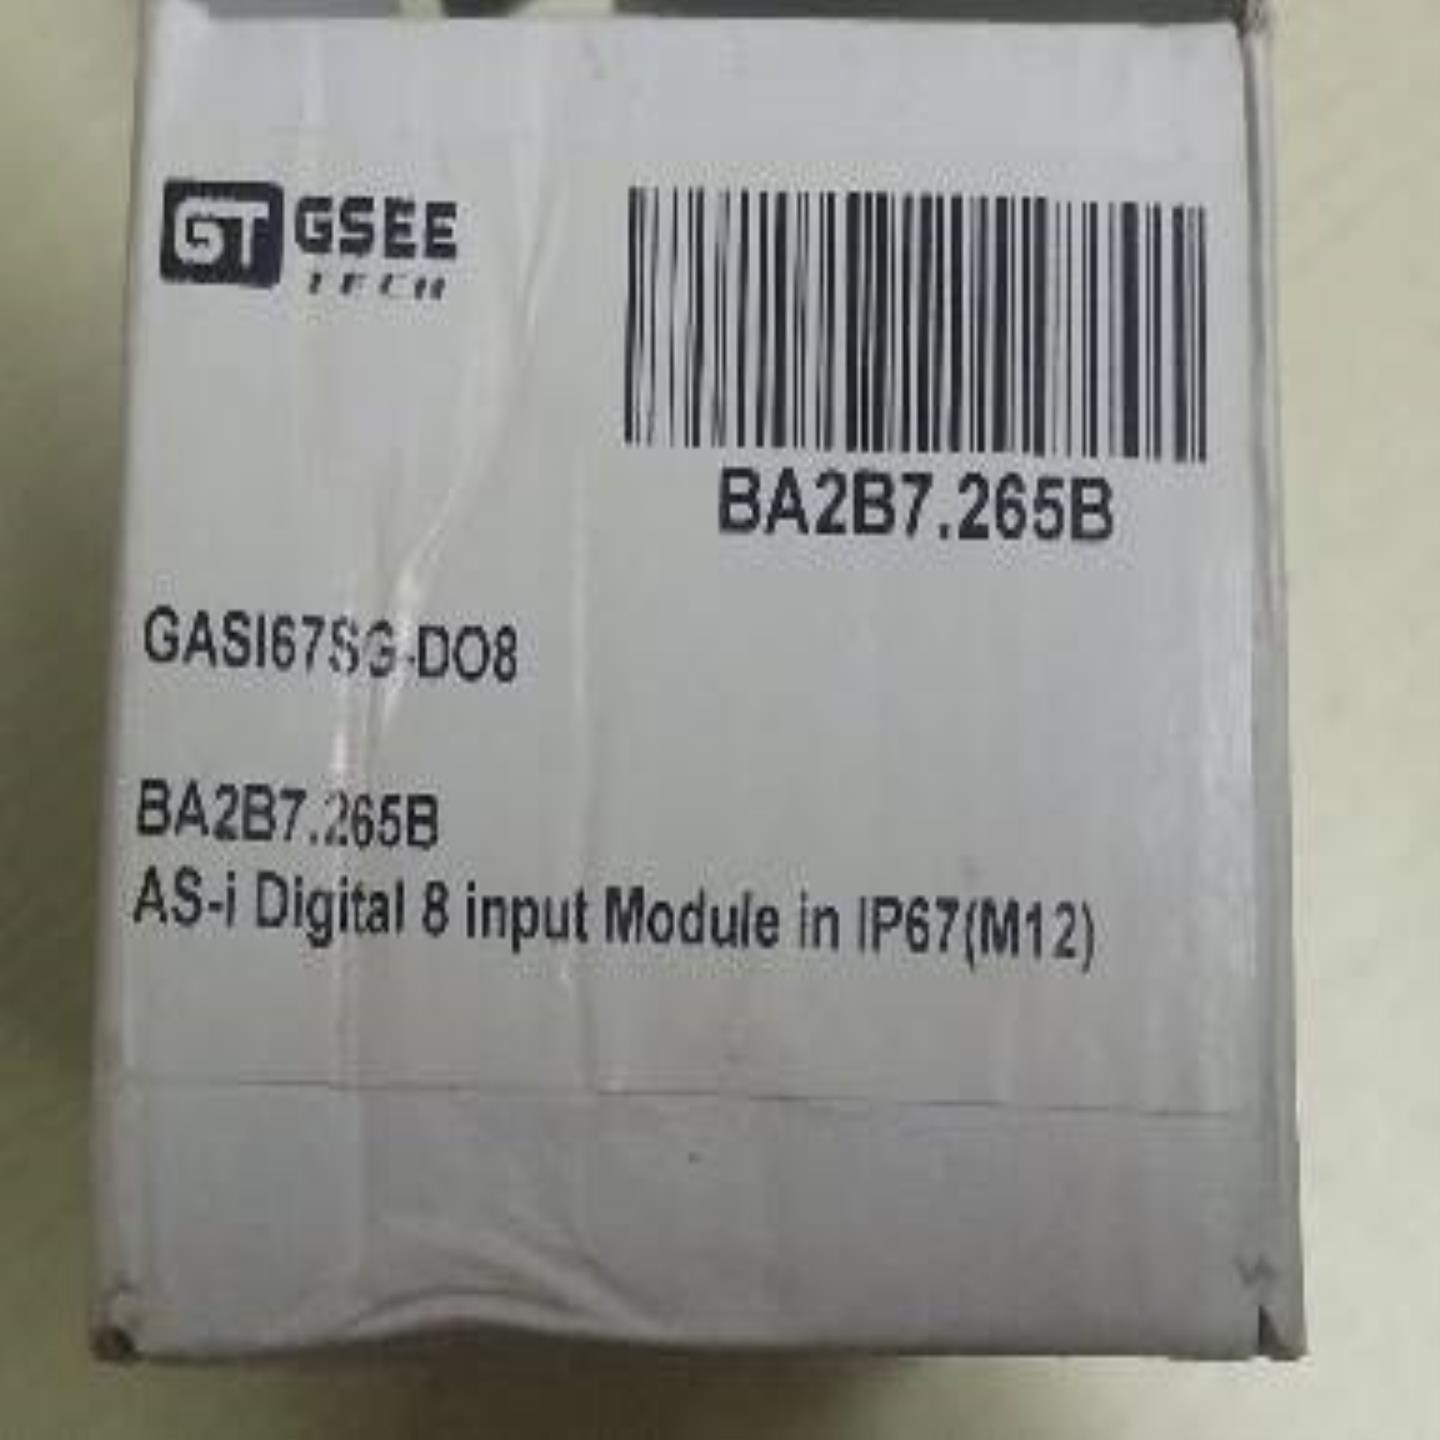 GT GSEE
TECH
BA2B7.265B
GASI67SG-DO8
BA2B7.265B
AS-i Digital 8 input Module in IP67(M12)